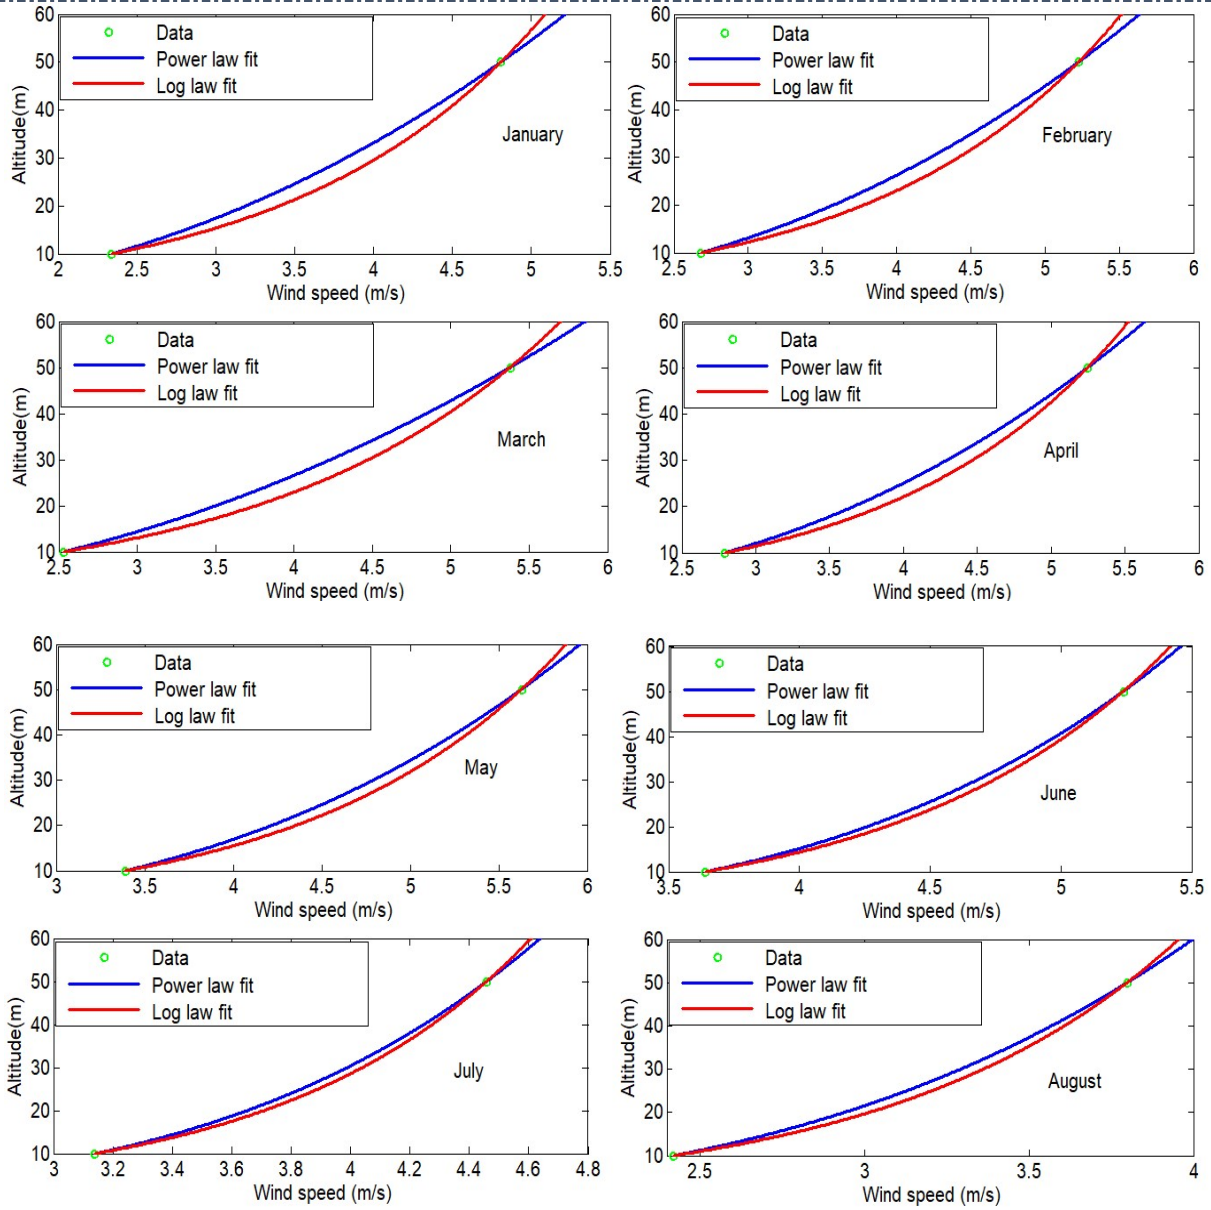 60
50
40
30
20
10
Altitude(m)
Data
Power law fit
Log law fit
January
2 2.5 3 3.5 4 4.5 5 5.5
Wind speed (m/s)
60
50
40
30
20
10
Altitude(m)
Data
Power law fit
Log law fit
February
2.5 3 3.5 4 4.5 5 5.5 6
Wind speed (m/s)
60
50
40
30
20
10
Altitude(m)
Data
Power law fit
Log law fit
March
2.5 3 3.5 4 4.5 5 5.5 6
Wind speed (m/s)
60
50
40
30
20
10
Altitude(m)
Data
Power law fit
Log law fit
April
2.5 3 3.5 4 4.5 5 5.5 6
Wind speed (m/s)
60
50
40
30
20
10
Altitude(m)
Data
Power law fit
Log law fit
May
3 3.5 4 4.5 5 5.5 6
Wind speed (m/s)
60
50
40
30
20
10
Altitude(m)
Data
Power law fit
Log law fit
June
3.5 4 4.5 5 5.5
Wind speed (m/s)
60
50
40
30
20
10
Altitude(m)
Data
Power law fit
Log law fit
July
3 3.2 3.4 3.6 3.8 4 4.2 4.4 4.6 4.8
Wind speed (m/s)
60
50
40
30
20
10
Altitude(m)
Data
Power law fit
Log law fit
August
2.5 3 3.5 4
Wind speed (m/s)